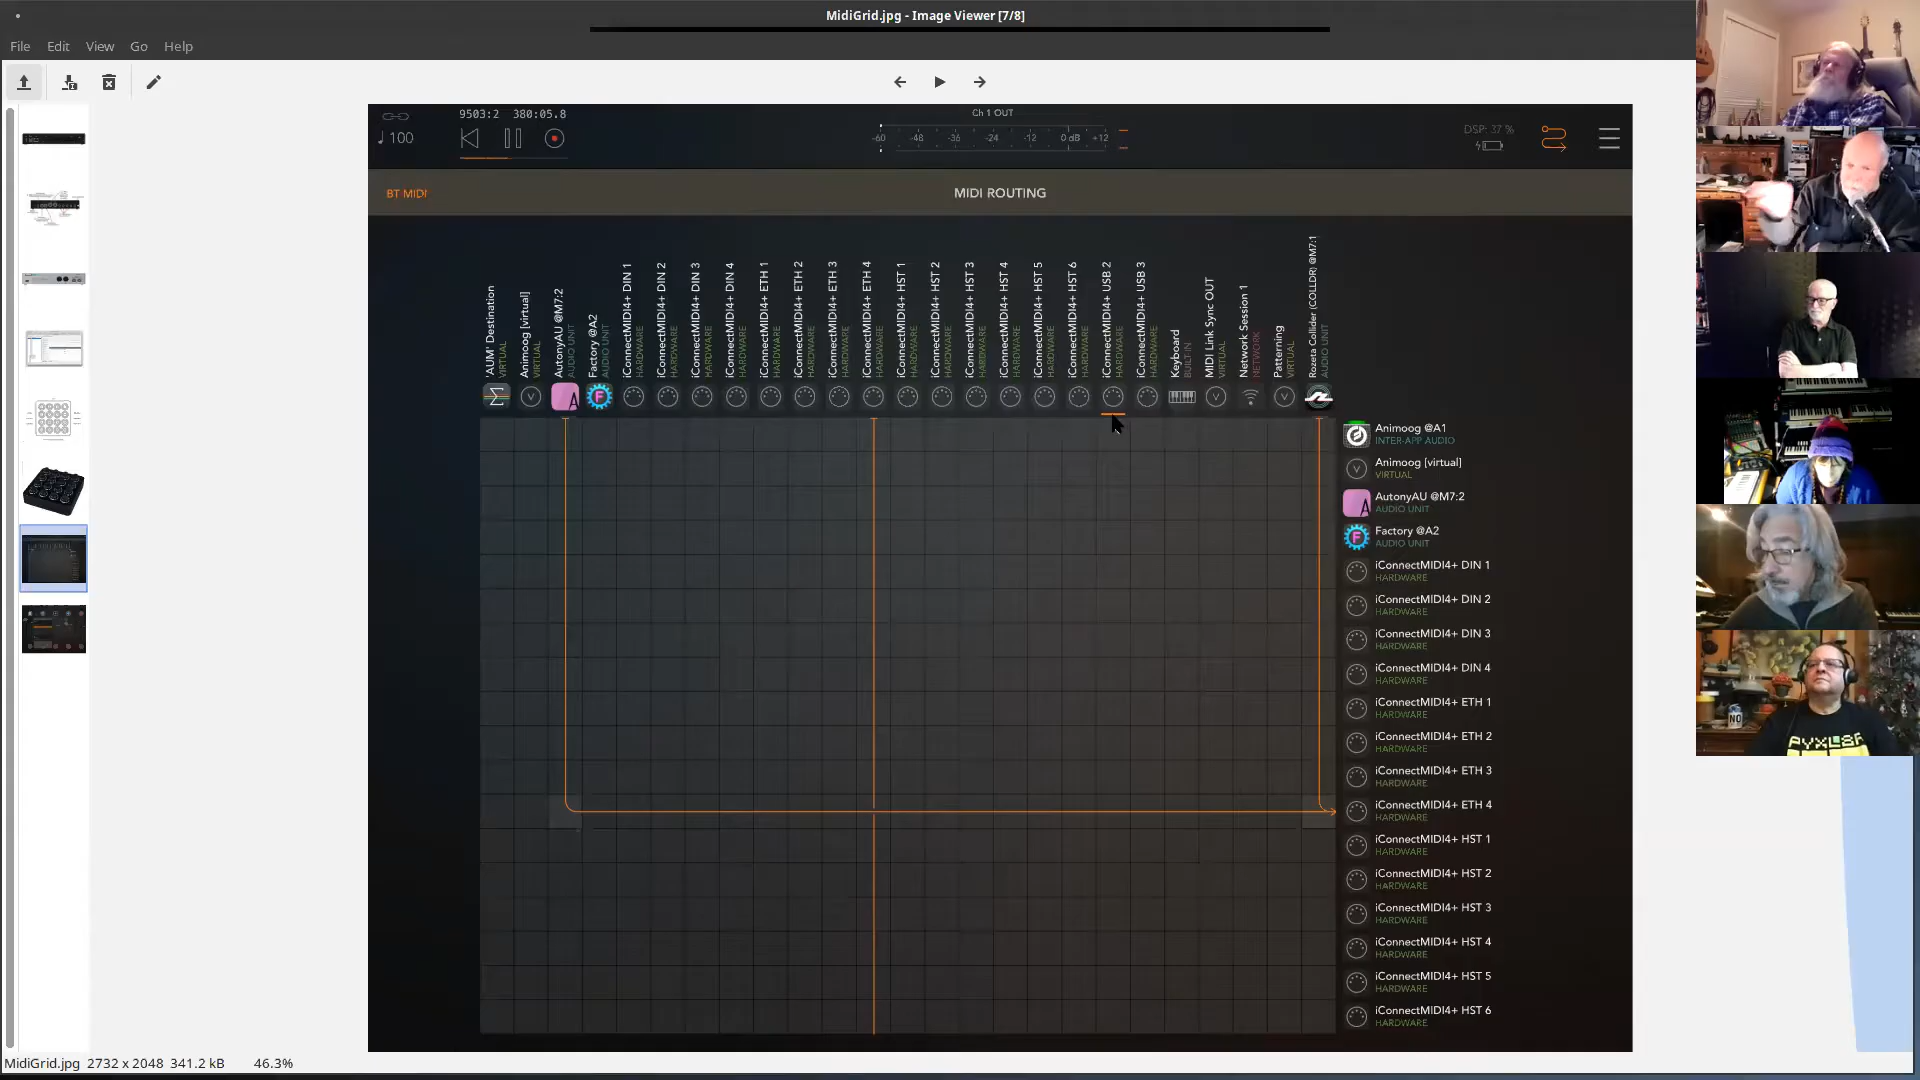 MidiGrid.jpg - Image Viewer [7/8]
File Edit View Go Help
9503:2 380:05.8
100
Ch 1 OUT
-60 -48 -36 -24 -12 0 dB +12
DSP: 37 %
BT MIDI
MIDI ROUTING
'AUM' Destination
VIRTUAL
Animoog [virtual]
VIRTUAL
AutonyAU @M7:2
AUDIO UNIT
Factory @A2
AUDIO UNIT
iConnectMIDI4+ DIN 1
HARDWARE
iConnectMIDI4+ DIN 2
HARDWARE
iConnectMIDI4+ DIN 3
HARDWARE
iConnectMIDI4+ DIN 4
HARDWARE
iConnectMIDI4+ ETH 1
HARDWARE
iConnectMIDI4+ ETH 2
HARDWARE
iConnectMIDI4+ ETH 3
HARDWARE
iConnectMIDI4+ ETH 4
HARDWARE
iConnectMIDI4+ HST 1
HARDWARE
iConnectMIDI4+ HST 2
HARDWARE
iConnectMIDI4+ HST 3
HARDWARE
iConnectMIDI4+ HST 4
HARDWARE
iConnectMIDI4+ HST 5
HARDWARE
iConnectMIDI4+ HST 6
HARDWARE
iConnectMIDI4+ USB 2
HARDWARE
iConnectMIDI4+ USB 3
HARDWARE
Keyboard
BUILT IN
MIDI Link Sync OUT
VIRTUAL
Network Session 1
NETWORK
Patterning
VIRTUAL
Rozeta Collider (COLLDR) @M7:1
AUDIO UNIT
Animoog @A1
INTER-APP AUDIO
Animoog [virtual]
VIRTUAL
AutonyAU @M7:2
AUDIO UNIT
Factory @A2
AUDIO UNIT
iConnectMIDI4+ DIN 1
HARDWARE
iConnectMIDI4+ DIN 2
HARDWARE
iConnectMIDI4+ DIN 3
HARDWARE
iConnectMIDI4+ DIN 4
HARDWARE
iConnectMIDI4+ ETH 1
HARDWARE
iConnectMIDI4+ ETH 2
HARDWARE
iConnectMIDI4+ ETH 3
HARDWARE
iConnectMIDI4+ ETH 4
HARDWARE
iConnectMIDI4+ HST 1
HARDWARE
iConnectMIDI4+ HST 2
HARDWARE
iConnectMIDI4+ HST 3
HARDWARE
iConnectMIDI4+ HST 4
HARDWARE
iConnectMIDI4+ HST 5
HARDWARE
iConnectMIDI4+ HST 6
HARDWARE
NO
MidiGrid.jpg 2732 x 2048 341.2 kB 46.3%